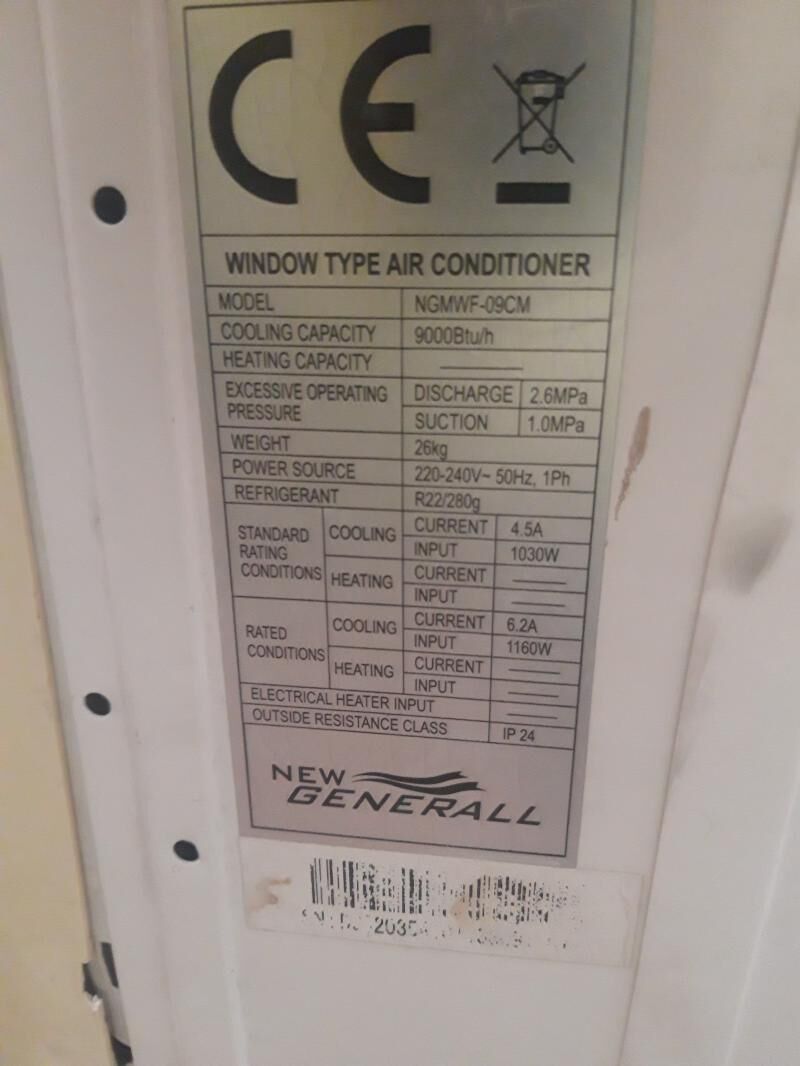 CE
WINDOW TYPE AIR CONDITIONER
MODEL NGMWF-09CM
COOLING CAPACITY 9000Btu/h
HEATING CAPACITY
EXCESSIVE OPERATING PRESSURE DISCHARGE 2.6MPa
SUCTION 1.0MPa
WEIGHT 26kg
POWER SOURCE 220-240V~ 50Hz, 1Ph
REFRIGERANT R22/280g
STANDARD RATING CONDITIONS COOLING CURRENT 4.5A
INPUT 1030W
HEATING CURRENT
INPUT
RATED CONDITIONS COOLING CURRENT 6.2A
INPUT 1160W
HEATING CURRENT
INPUT
ELECTRICAL HEATER INPUT
OUTSIDE RESISTANCE CLASS IP 24
NEW
GENERALL